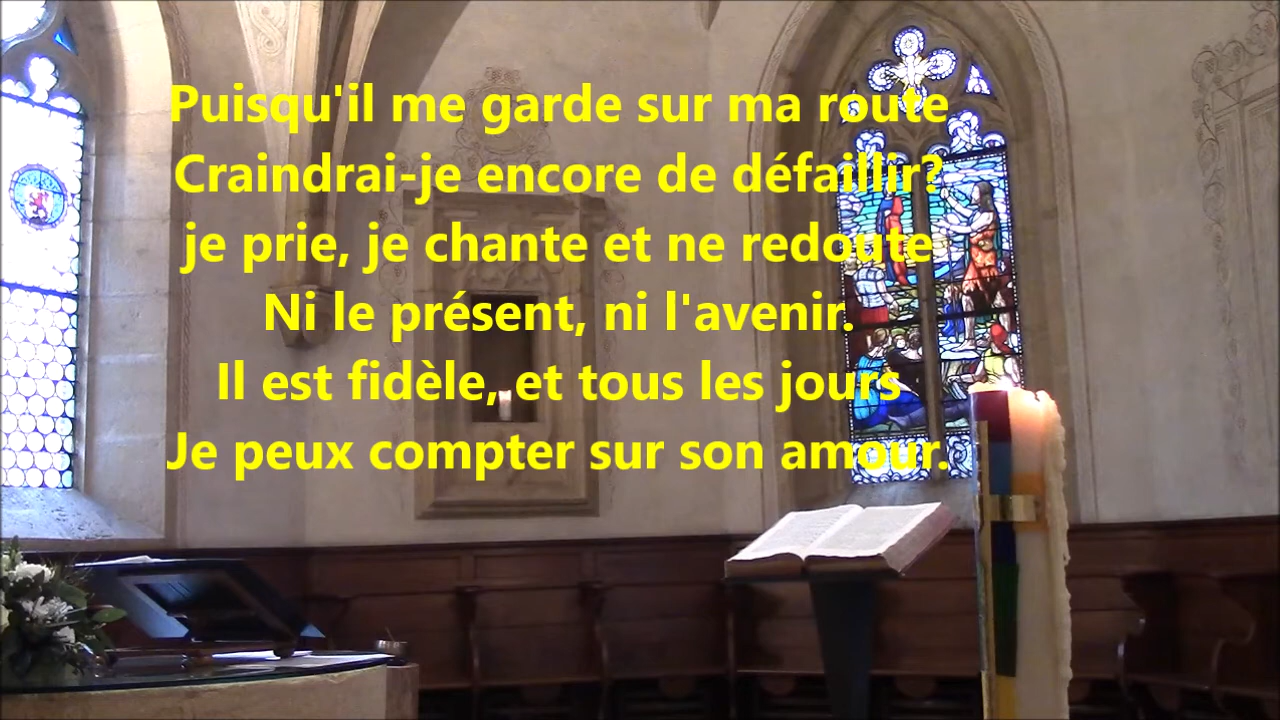 Puisqu'il me garde sur ma route
Craindrai-je encore de défaillir?
je prie, je chante et ne redoute
Ni le présent, ni l'avenir.
Il est fidèle, et tous les jours
Je peux compter sur son amour.